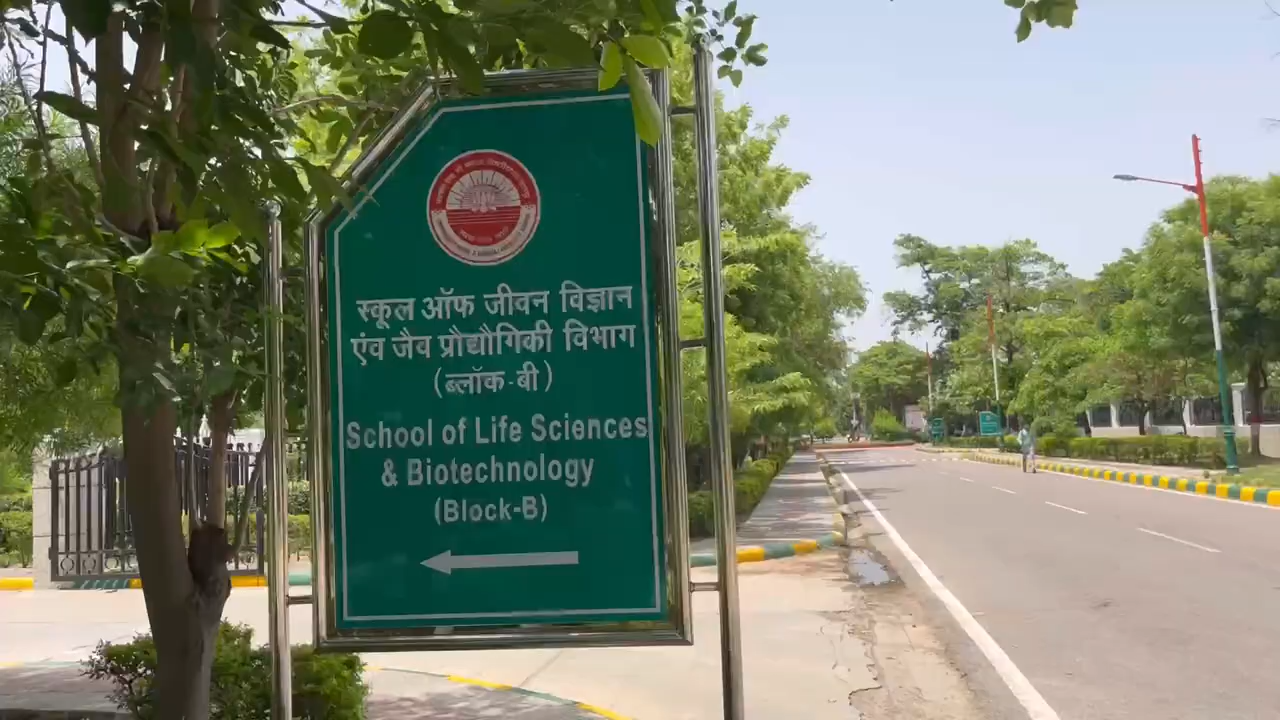 स्कूल ऑफ जीवन विज्ञान
एंव जैव प्रौद्यौगिकी विभाग
(ब्लॉक-बी)
School of Life Sciences
& Biotechnology
(Block-B)